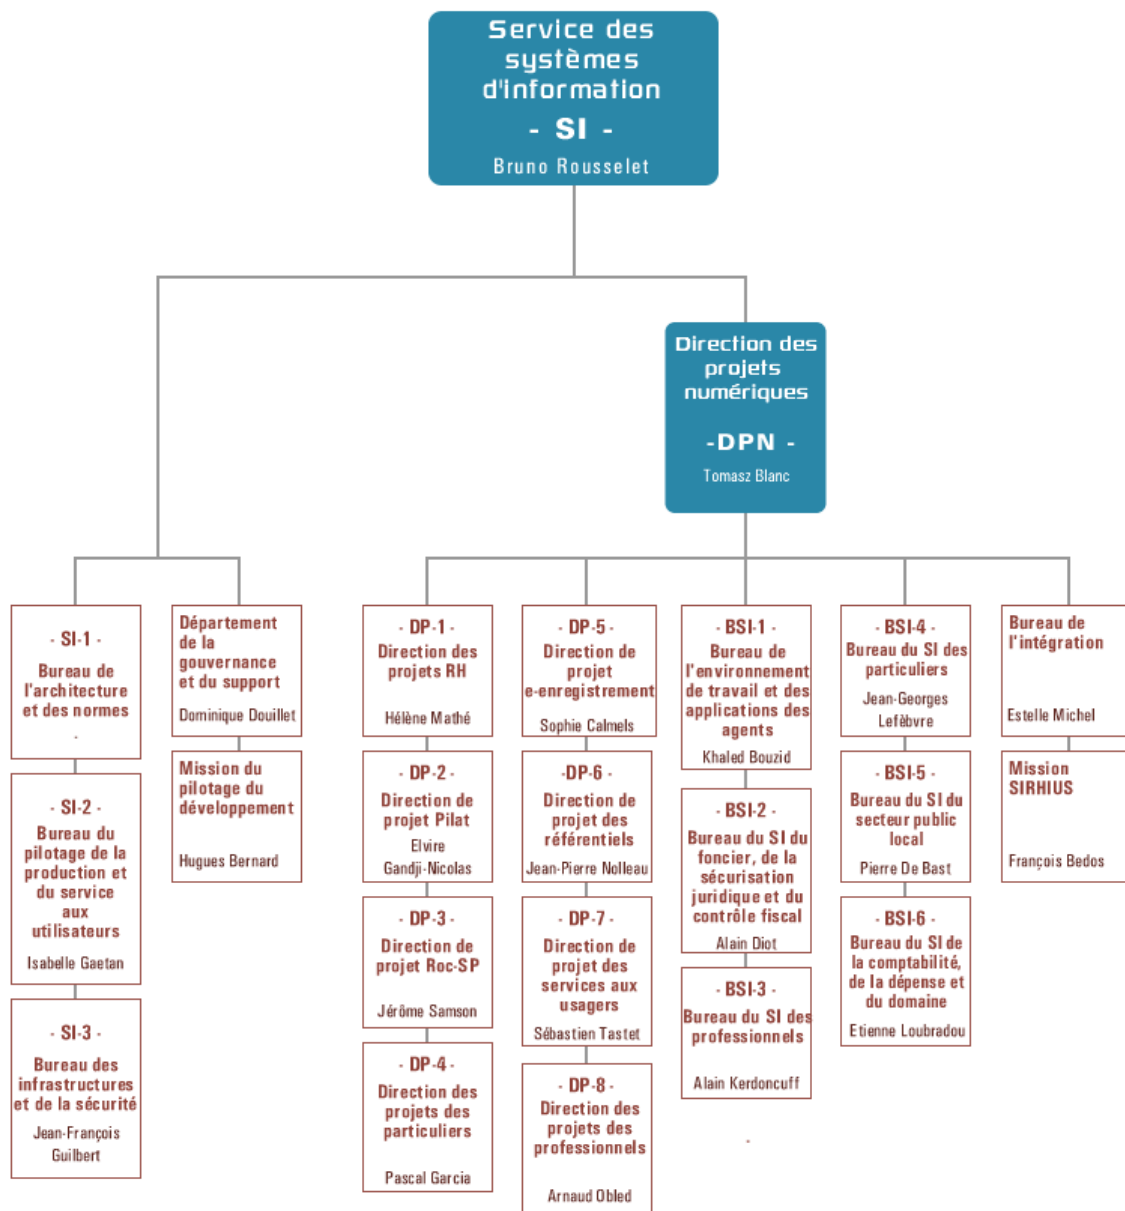 Service des
systèmes
d'information
- SI -
Bruno Rousselet
Direction des
projets
numériques
-DPN -
Tomasz Blanc
- SI-1 -
Bureau de
l'architecture
et des normes
.
- SI-2 -
Bureau du
pilotage de la
production et
du service
aux
utilisateurs
Isabelle Gaetan
- SI-3 -
Bureau des
infrastructures
et de la sécurité
Jean-François
Guilbert
Département
de la
gouvernance
et du support
Dominique Douillet
Mission du
pilotage du
développement
Hugues Bernard
- DP-1 -
Direction des
projets RH
Hélène Mathé
- DP-2 -
Direction de
projet Pilat
Elvire
Gandji-Nicolas
- DP-3 -
Direction de
projet Roc-SP
Jérôme Samson
- DP-4 -
Direction des
projets des
particuliers
Pascal Garcia
- DP-5 -
Direction de
projet
e-enregistrement
Sophie Calmels
-DP-6 -
Direction de
projet des
référentiels
Jean-Pierre Nolleau
- DP-7 -
Direction de
projet des
services aux
usagers
Sébastien Tastet
- DP-8 -
Direction des
projets des
professionnels
Arnaud Obled
- BSI-1 -
Bureau de
l'environnement
de travail et des
applications des
agents
Khaled Bouzid
- BSI-2 -
Bureau du SI du
foncier, de la
sécurisation
juridique et du
contrôle fiscal
Alain Diot
- BSI-3 -
Bureau du SI des
professionnels
Alain Kerdoncuff
.
- BSI-4 -
Bureau du SI des
particuliers
Jean-Georges
Lefèbvre
- BSI-5 -
Bureau du SI du
secteur public
local
Pierre De Bast
- BSI-6 -
Bureau du SI de
la comptabilité,
de la dépense et
du domaine
Etienne Loubradou
Bureau de
l'intégration
Estelle Michel
Mission
SIRHIUS
François Bedos